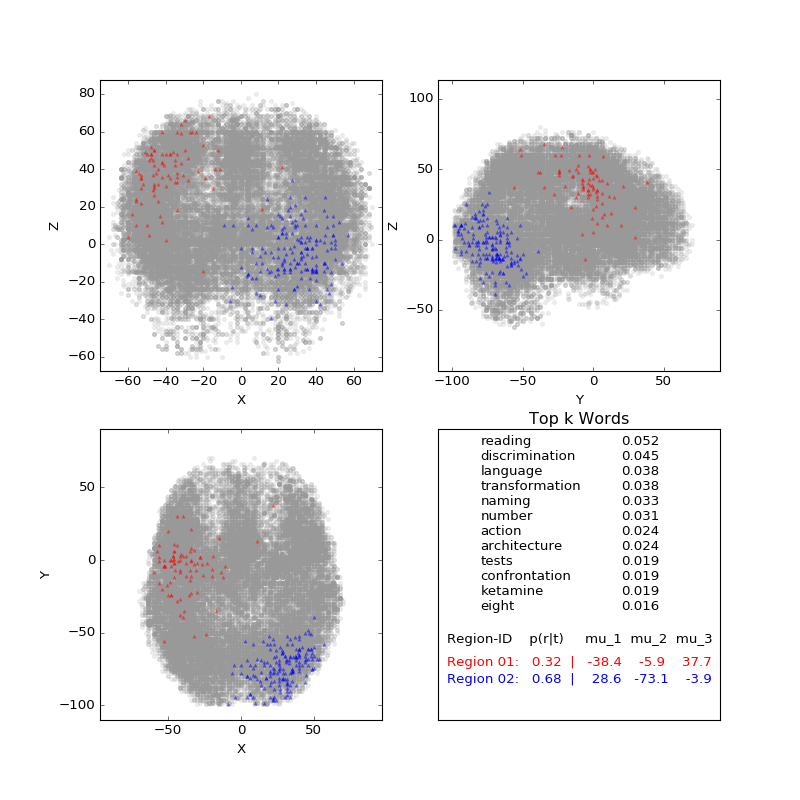 80
60
40
20
0
−20
−40
−60
Z
−60 −40 −20 0 20 40 60
X
100
50
0
−50
Z
−100 −50 0 50
Y
50
0
−50
−100
Y
−50 0 50
X
Top k Words
reading 0.052
discrimination 0.045
language 0.038
transformation 0.038
naming 0.033
number 0.031
action 0.024
architecture 0.024
tests 0.019
confrontation 0.019
ketamine 0.019
eight 0.016
Region-ID p(r|t) mu_1 mu_2 mu_3
Region 01: 0.32 | -38.4 -5.9 37.7
Region 02: 0.68 | 28.6 -73.1 -3.9